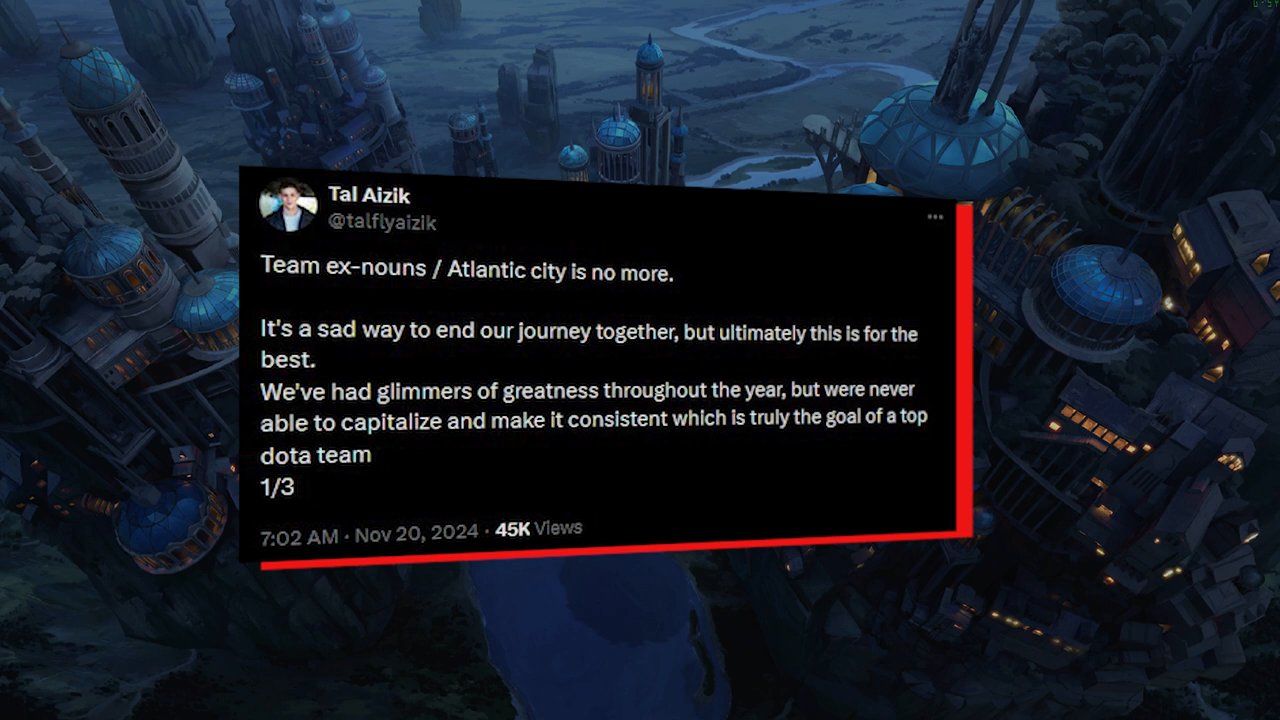 Tal Aizik
@talflyaizik
Team ex-nouns / Atlantic city is no more.
It's a sad way to end our journey together, but ultimately this is for the
best.
We've had glimmers of greatness throughout the year, but were never
able to capitalize and make it consistent which is truly the goal of a top
dota team
1/3
7:02 AM · Nov 20, 2024 · 45K Views